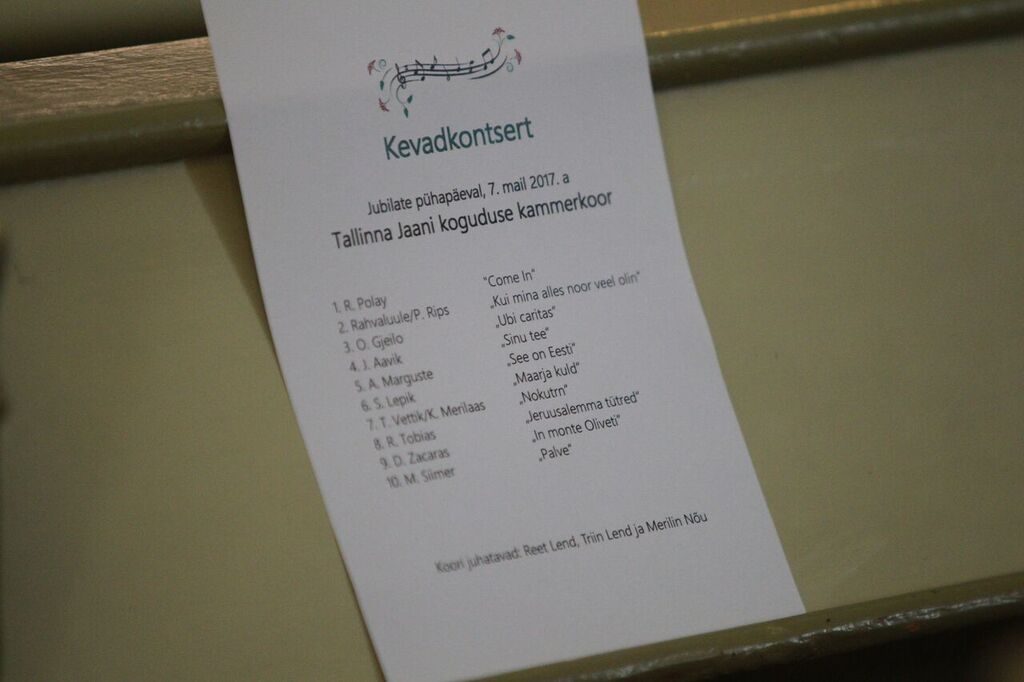 Kevadkontsert
Jubilate pühapäeval, 7. mail 2017. a
Tallinna Jaani koguduse kammerkoor
1. R. Polay "Come In"
2. Rahvaluule/P. Rips „Kui mina alles noor veel olin"
3. O. Gjeilo „Ubi caritas"
4. J. Aavik „Sinu tee"
5. A. Marguste „See on Eesti"
6. S. Lepik „Maarja kuld"
7. T. Vettik/K. Merilaas „Nokutrn"
8. R. Tobias „Jeruusalemma tütred"
9. D. Zacaras „In monte Oliveti"
10. M. Siimer „Palve"
Koori juhatavad: Reet Lend, Triin Lend ja Merilin Nõu